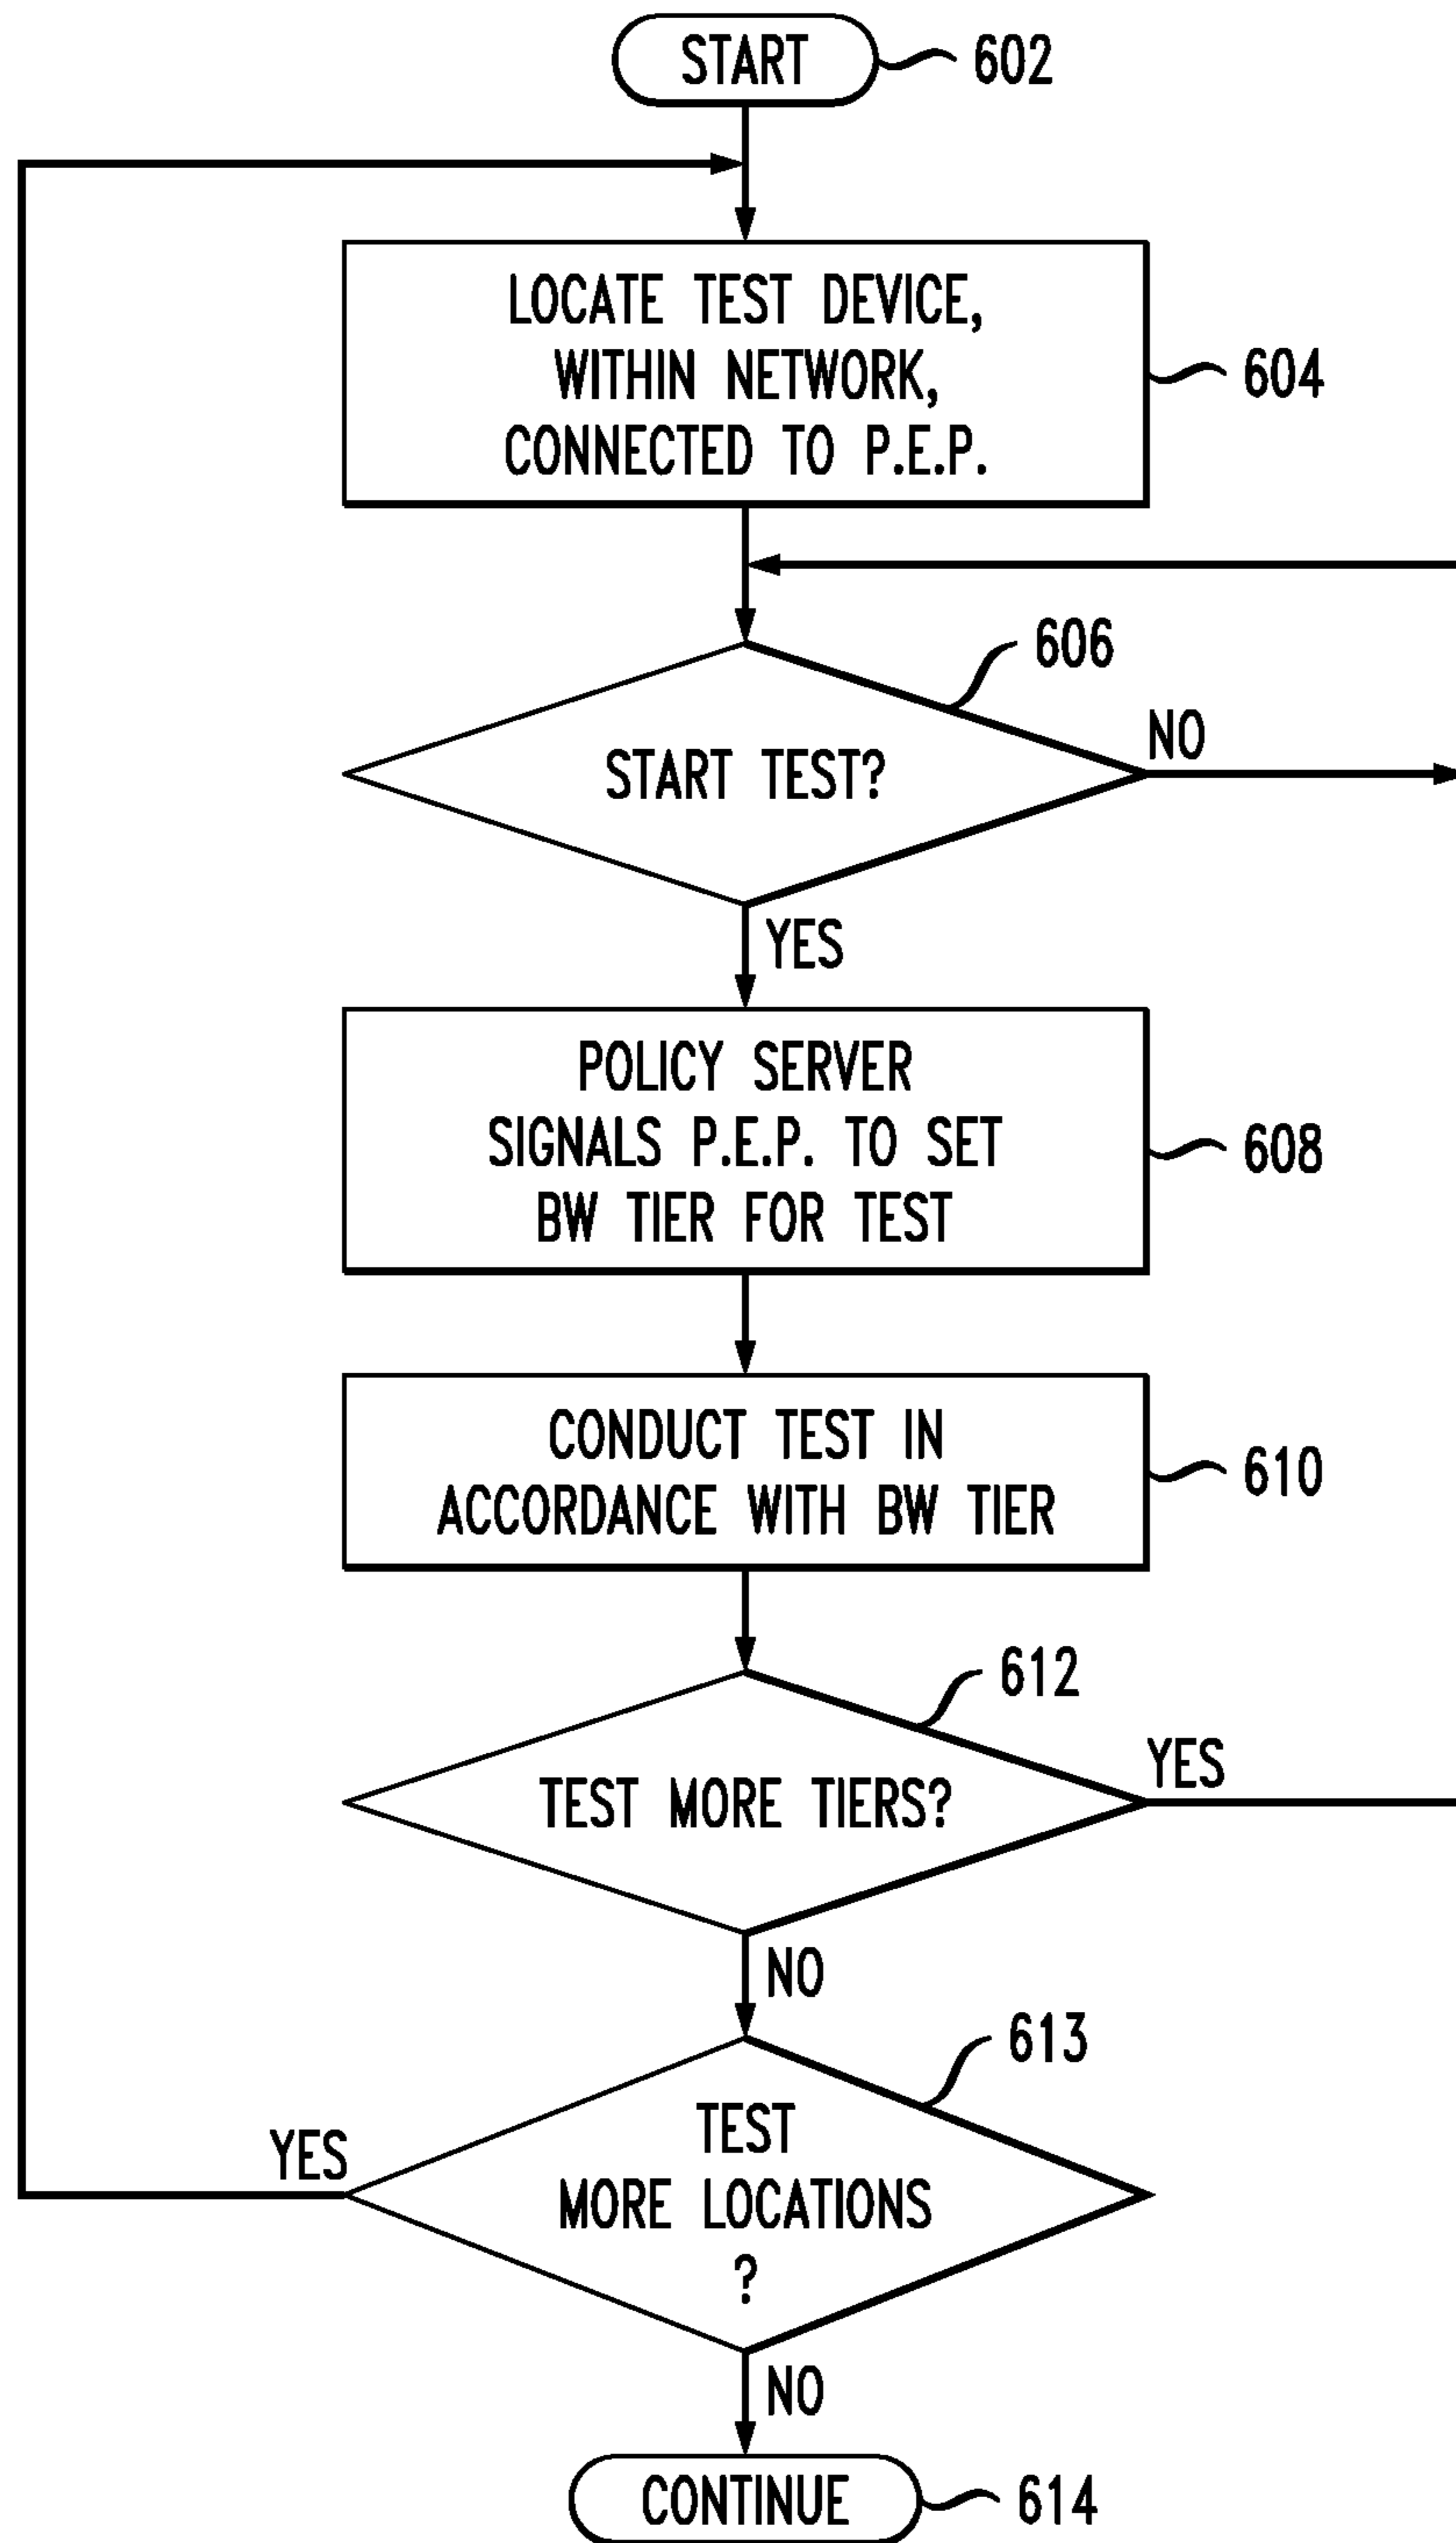 START
602
LOCATE TEST DEVICE,
WITHIN NETWORK,
CONNECTED TO P.E.P.
604
606
START TEST?
NO
YES
POLICY SERVER
SIGNALS P.E.P. TO SET
BW TIER FOR TEST
608
CONDUCT TEST IN
ACCORDANCE WITH BW TIER
610
612
TEST MORE TIERS?
YES
NO
613
TEST
MORE LOCATIONS
?
YES
NO
CONTINUE
614